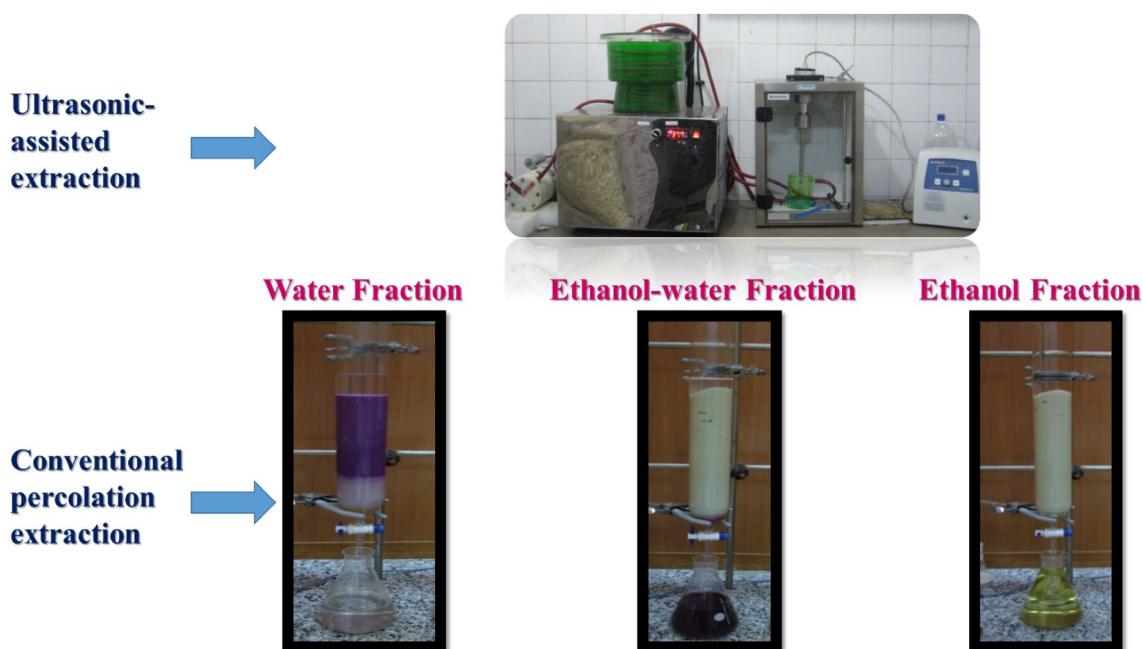 Ultrasonic-
assisted
extraction
Water Fraction
Ethanol-water Fraction
Ethanol Fraction
Conventional
percolation
extraction